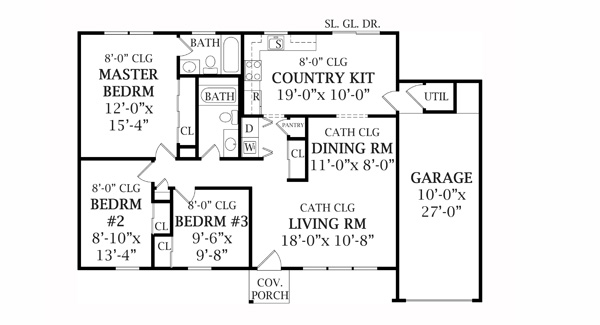 SL. GL. DR.
BATH
8'-0" CLG
MASTER
BEDRM
12'-0"x
15'-4"
S
8'-0" CLG
COUNTRY KIT
19'-0"x 10'-0"
R
BATH
UTIL
CL
D
W
PANTRY
CL
CATH CLG
DINING RM
11'-0"x 8'-0"
GARAGE
10'-0"x
27'-0"
8'-0" CLG
BEDRM
#2
8'-10"x
13'-4"
CL
CL
8'-0" CLG
BEDRM #3
9'-6"x
9'-8"
CATH CLG
LIVING RM
18'-0"x 10'-8"
COV.
PORCH